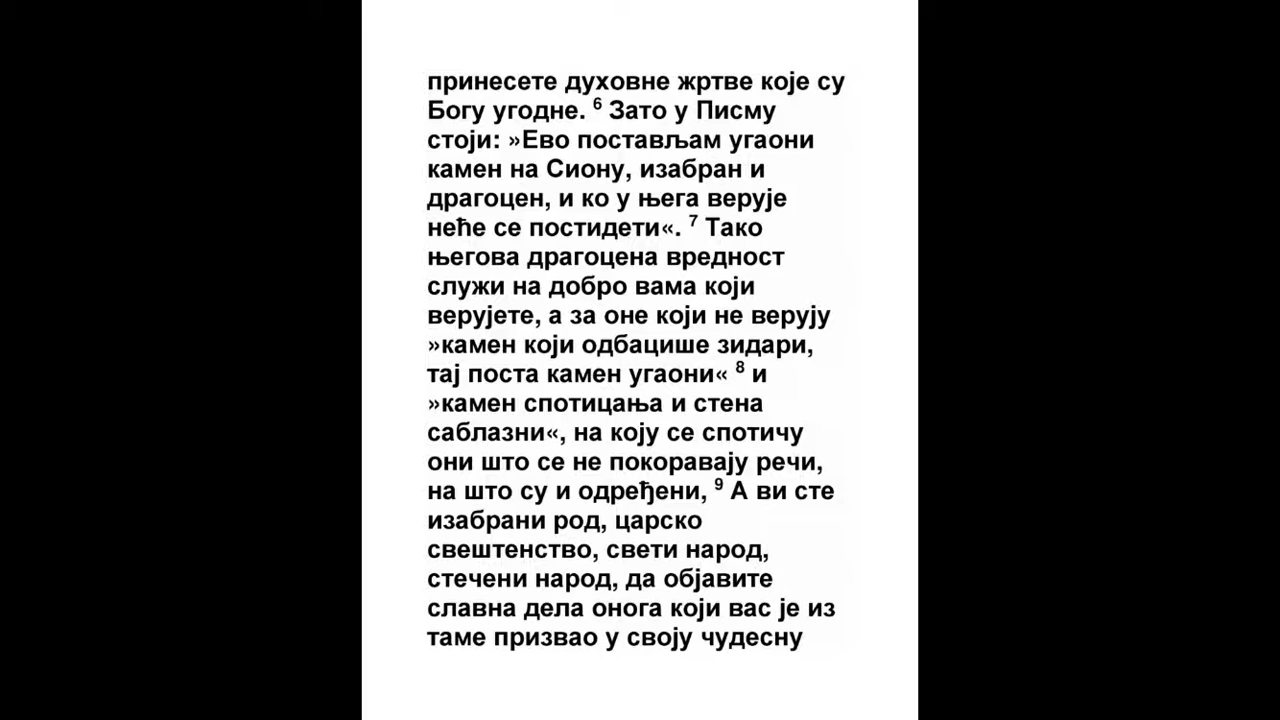 принесете духовне жртве које су
Богу угодне. 6 Зато у Писму
стоји: »Ево постављам угаони
камен на Сиону, изабран и
драгоцен, и ко у њега верује
неће се постидети«. 7 Тако
његова драгоцена вредност
служи на добро вама који
верујете, а за оне који не верују
»камен који одбацише зидари,
тај поста камен угаони« 8 и
»камен спотицања и стена
саблазни«, на коју се спотичу
они што се не покоравају речи,
на што су и одређени, 9 А ви сте
изабрани род, царско
свештенство, свети народ,
стечени народ, да објавите
славна дела онога који вас је из
таме призвао у своју чудесну